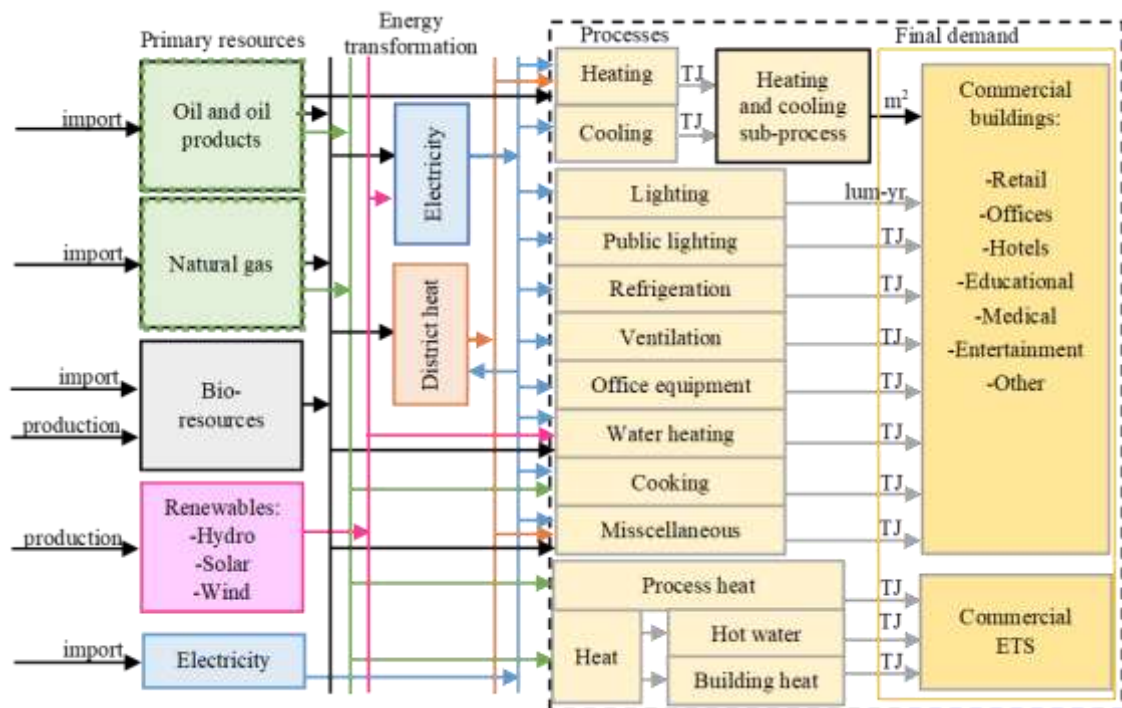 Primary resources
Energy
transformation
Processes
Final demand
import
Oil and oil
products
import
Natural gas
import
production
Bio-
resources
production
Renewables:
-Hydro
-Solar
-Wind
import
Electricity
Electricity
District heat
Heating
TJ
Cooling
TJ
Heating
and cooling
sub-process
m²
Lighting
lum-yr
Public lighting
TJ
Refrigeration
TJ
Ventilation
TJ
Office equipment
TJ
Water heating
TJ
Cooking
TJ
Misscellaneous
TJ
Commercial
buildings:
-Retail
-Offices
-Hotels
-Educational
-Medical
-Entertainment
-Other
Process heat
TJ
Heat
Hot water
TJ
Building heat
TJ
Commercial
ETS